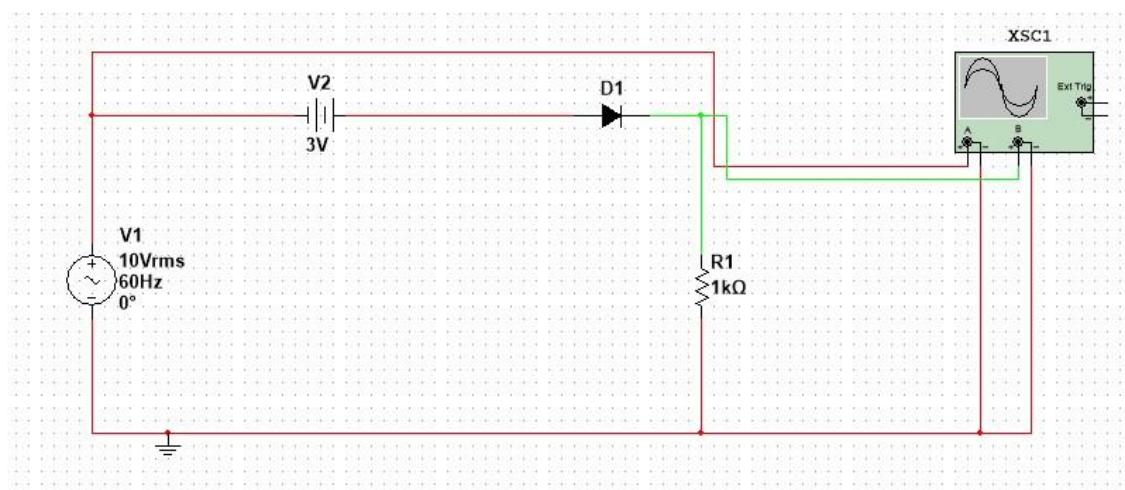 XSC1
V2
3V
D1
Ext Trig
+
−
A
B
+ − + −
V1
10Vrms
60Hz
0°
R1
1kΩ